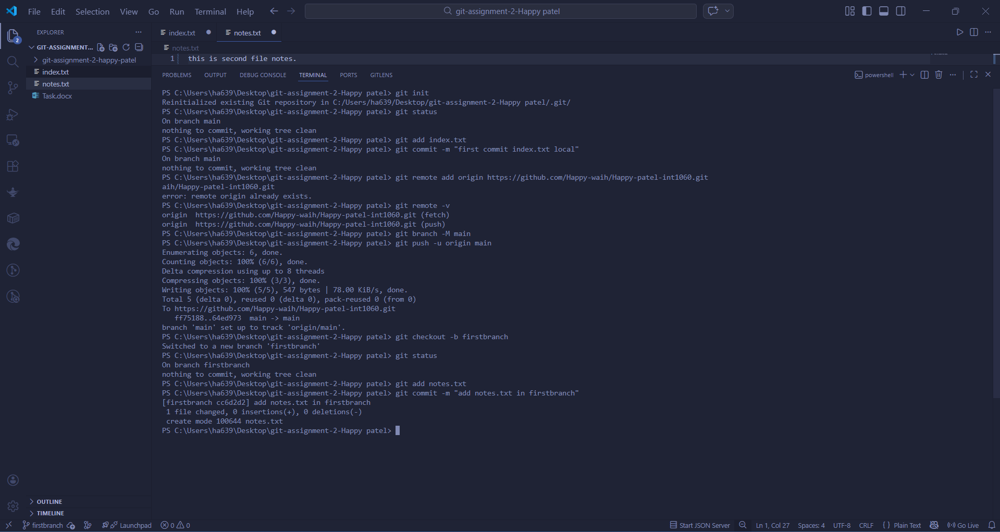 File Edit Selection View Go Run Terminal Help
git-assignment-2-Happy patel
EXPLORER
2
GIT-ASSIGNMENT...
git-assignment-2-happy-patel
index.txt
notes.txt
Task.docx
index.txt
notes.txt
notes.txt
1 this is second file notes.
PROBLEMS OUTPUT DEBUG CONSOLE TERMINAL PORTS GITLENS
powershell
PS C:\Users\ha639\Desktop\git-assignment-2-Happy patel> git init
Reinitialized existing Git repository in C:/Users/ha639/Desktop/git-assignment-2-Happy patel/.git/
PS C:\Users\ha639\Desktop\git-assignment-2-Happy patel> git status
On branch main
nothing to commit, working tree clean
PS C:\Users\ha639\Desktop\git-assignment-2-Happy patel> git add index.txt
PS C:\Users\ha639\Desktop\git-assignment-2-Happy patel> git commit -m "first commit index.txt local"
On branch main
nothing to commit, working tree clean
PS C:\Users\ha639\Desktop\git-assignment-2-Happy patel> git remote add origin https://github.com/Happy-waih/Happy-patel-int1060.git
aih/Happy-patel-int1060.git
error: remote origin already exists.
PS C:\Users\ha639\Desktop\git-assignment-2-Happy patel> git remote -v
origin  https://github.com/Happy-waih/Happy-patel-int1060.git (fetch)
origin  https://github.com/Happy-waih/Happy-patel-int1060.git (push)
PS C:\Users\ha639\Desktop\git-assignment-2-Happy patel> git branch -M main
PS C:\Users\ha639\Desktop\git-assignment-2-Happy patel> git push -u origin main
Enumerating objects: 6, done.
Counting objects: 100% (6/6), done.
Delta compression using up to 8 threads
Compressing objects: 100% (3/3), done.
Writing objects: 100% (5/5), 547 bytes | 78.00 KiB/s, done.
Total 5 (delta 0), reused 0 (delta 0), pack-reused 0 (from 0)
To https://github.com/Happy-waih/Happy-patel-int1060.git
   ff75188..64ed973  main -> main
branch 'main' set up to track 'origin/main'.
PS C:\Users\ha639\Desktop\git-assignment-2-Happy patel> git checkout -b firstbranch
Switched to a new branch 'firstbranch'
PS C:\Users\ha639\Desktop\git-assignment-2-Happy patel> git status
On branch firstbranch
nothing to commit, working tree clean
PS C:\Users\ha639\Desktop\git-assignment-2-Happy patel> git add notes.txt
PS C:\Users\ha639\Desktop\git-assignment-2-Happy patel> git commit -m "add notes.txt in firstbranch"
[firstbranch cc6d2d2] add notes.txt in firstbranch
 1 file changed, 0 insertions(+), 0 deletions(-)
 create mode 100644 notes.txt
PS C:\Users\ha639\Desktop\git-assignment-2-Happy patel>
OUTLINE
TIMELINE
firstbranch Launchpad 0 0 Start JSON Server Ln 1, Col 27 Spaces: 4 UTF-8 CRLF { } Plain Text Go Live